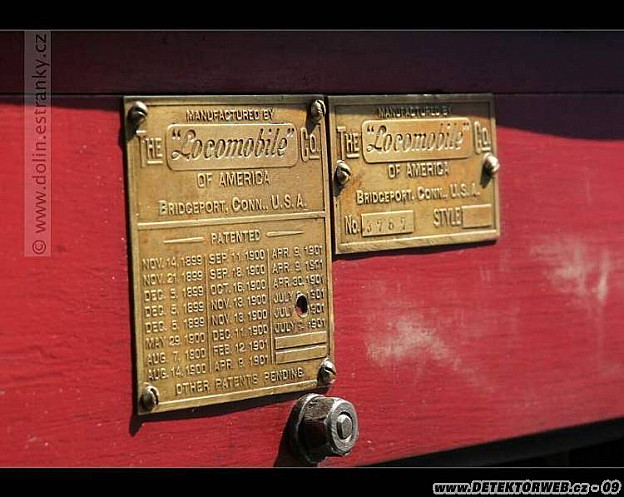 © www.dolin.estranky.cz
MANUFACTURED BY
THE "Locomobile" CO.
OF AMERICA
BRIDGEPORT, CONN., U.S.A.
PATENTED
NOV. 14. 1899 SEP. 11. 1900 APR. 9. 1901
NOV. 21. 1899 SEP. 18. 1900 APR. 9. 1901
DEC. 5. 1899 OCT. 16. 1900 APR. 30. 1901
DEC. 5. 1899 NOV. 13. 1900 JULY 1901
DEC. 5. 1899 NOV. 13. 1900 JULY 1901
MAY 29. 1900 DEC. 11. 1900 JULY 1901
AUG. 7. 1900 FEB. 12. 1901
AUG. 14. 1900 APR. 9. 1901
OTHER PATENTS PENDING
MANUFACTURED BY
THE "Locomobile" CO.
OF AMERICA
BRIDGEPORT, CONN., U.S.A.
No. STYLE
www.DETEKTORWEB.cz - 09